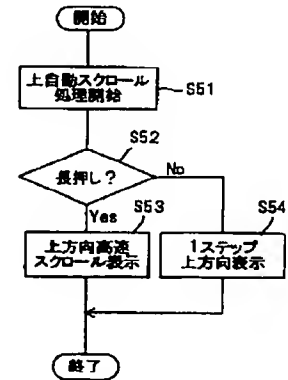 開始
上自動スクロール
処理開始
S51
S52
長押し？
No
Yes
S53
S54
上方向高速
スクロール表示
1ステップ
上方向表示
終了